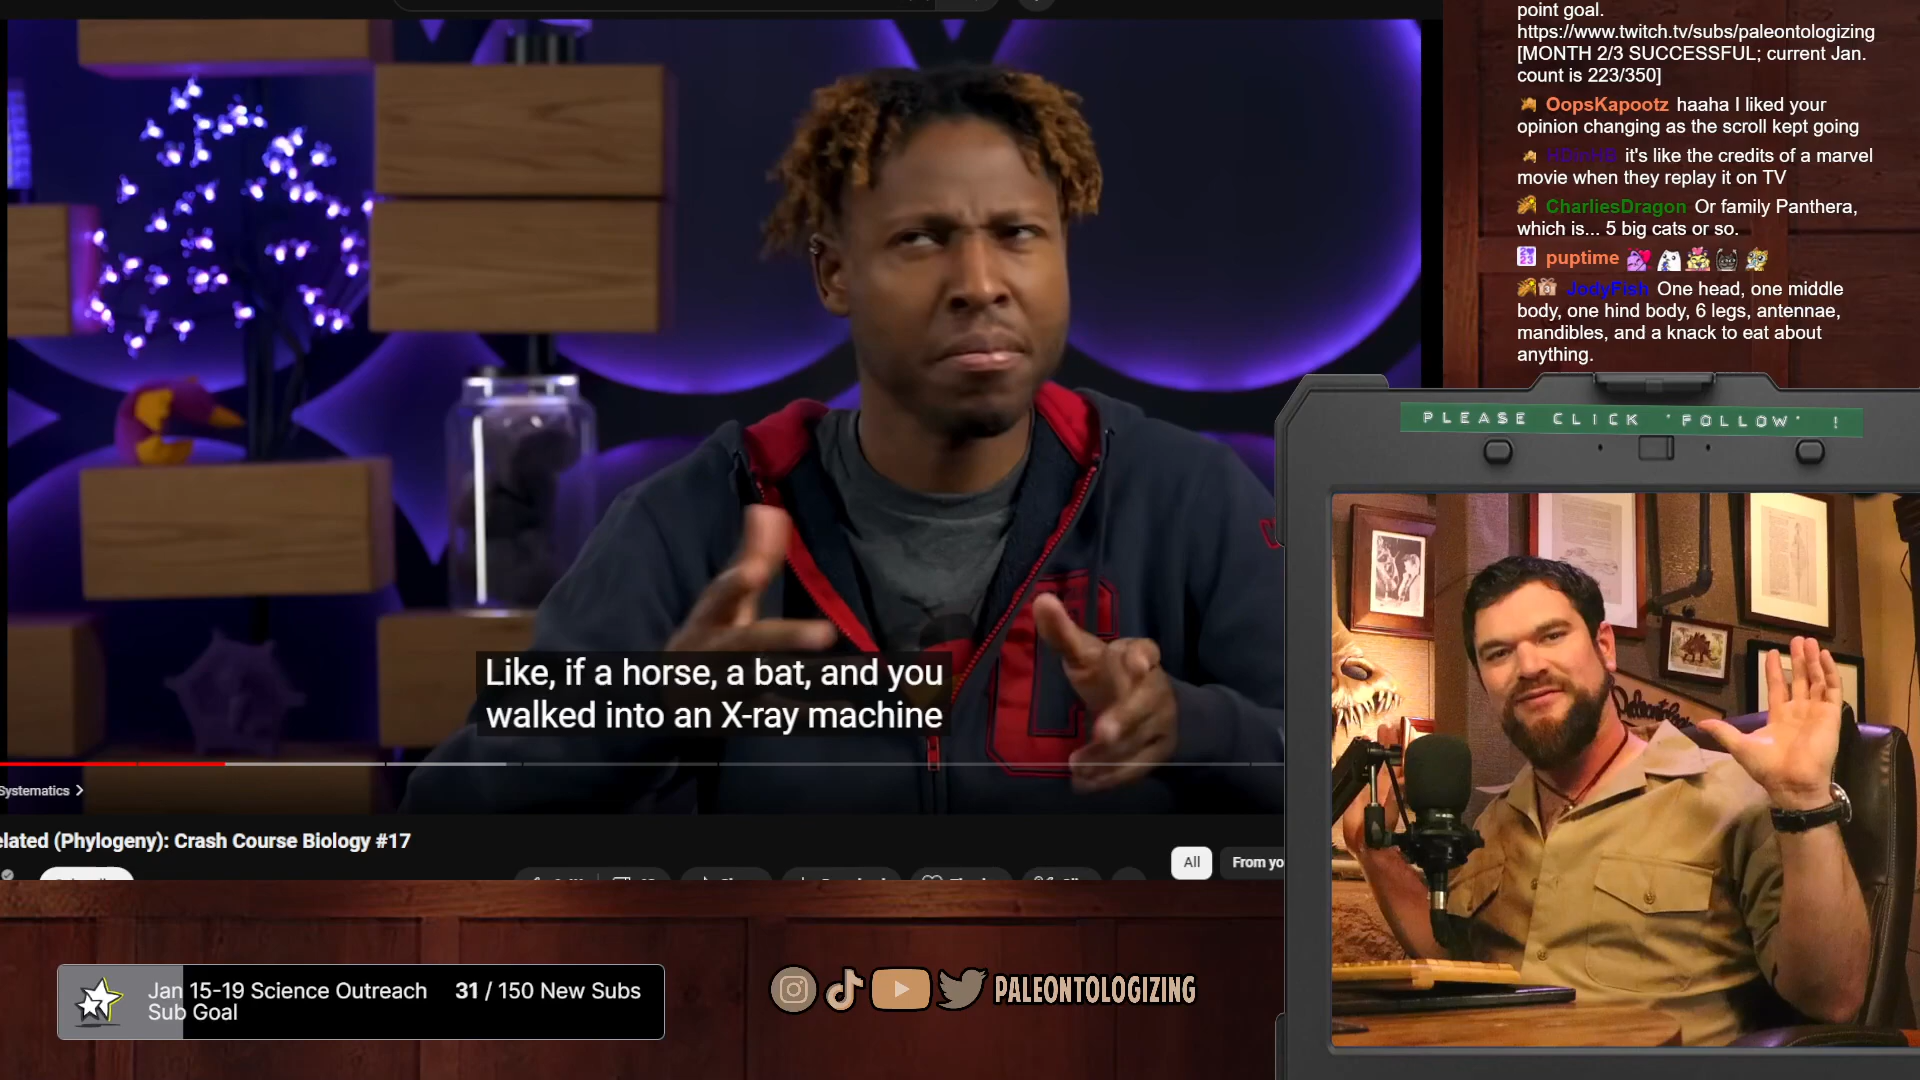 point goal.
https://www.twitch.tv/subs/paleontologizing
[MONTH 2/3 SUCCESSFUL; current Jan.
count is 223/350]
OopsKapootz haaha I liked your
opinion changing as the scroll kept going
HDinHB it's like the credits of a marvel
movie when they replay it on TV
CharliesDragon Or family Panthera,
which is... 5 big cats or so.
puptime
JodyFish One head, one middle
body, one hind body, 6 legs, antennae,
mandibles, and a knack to eat about
anything.
PLEASE CLICK "FOLLOW" !
Like, if a horse, a bat, and you
walked into an X-ray machine
Systematics
elated (Phylogeny): Crash Course Biology #17
All
From yo
Jan 15-19 Science Outreach
Sub Goal
31 / 150 New Subs
PALEONTOLOGIZING